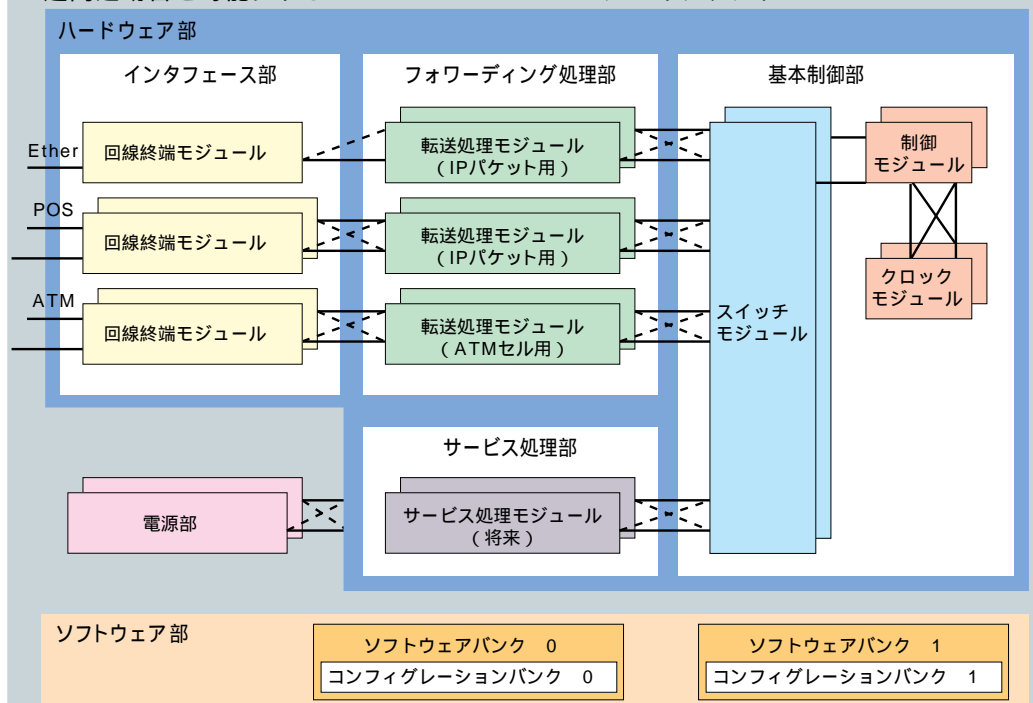 ハードウェア部
インタフェース部
フォワーディング処理部
基本制御部
Ether
回線終端モジュール
転送処理モジュール
(IPパケット用)
制御
モジュール
POS
回線終端モジュール
転送処理モジュール
(IPパケット用)
クロック
モジュール
ATM
回線終端モジュール
転送処理モジュール
(ATMセル用)
スイッチ
モジュール
サービス処理部
電源部
サービス処理モジュール
(将来)
ソフトウェア部
ソフトウェアバンク 0
コンフィグレーションバンク 0
ソフトウェアバンク 1
コンフィグレーションバンク 1